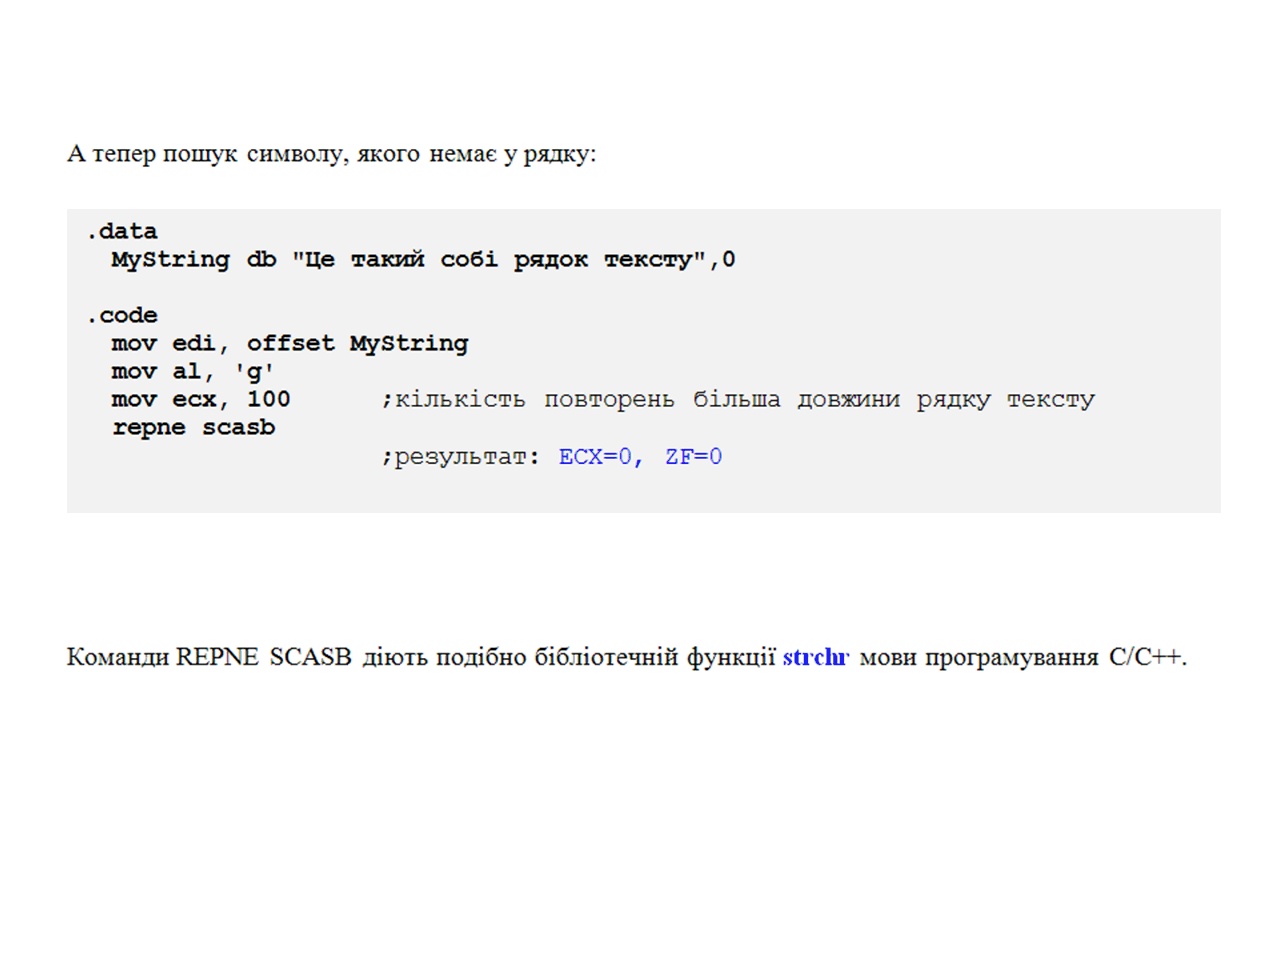 А тепер пошук символу, якого немає у рядку:
.data
MyString db "Це такий собі рядок тексту",0
.code
mov edi, offset MyString
mov al, 'g'
mov ecx, 100 ;кількість повторень більша довжини рядку тексту
repne scasb
;результат: ECX=0, ZF=0
Команди REPNE SCASB діють подібно бібліотечній функції strchr мови програмування C/C++.